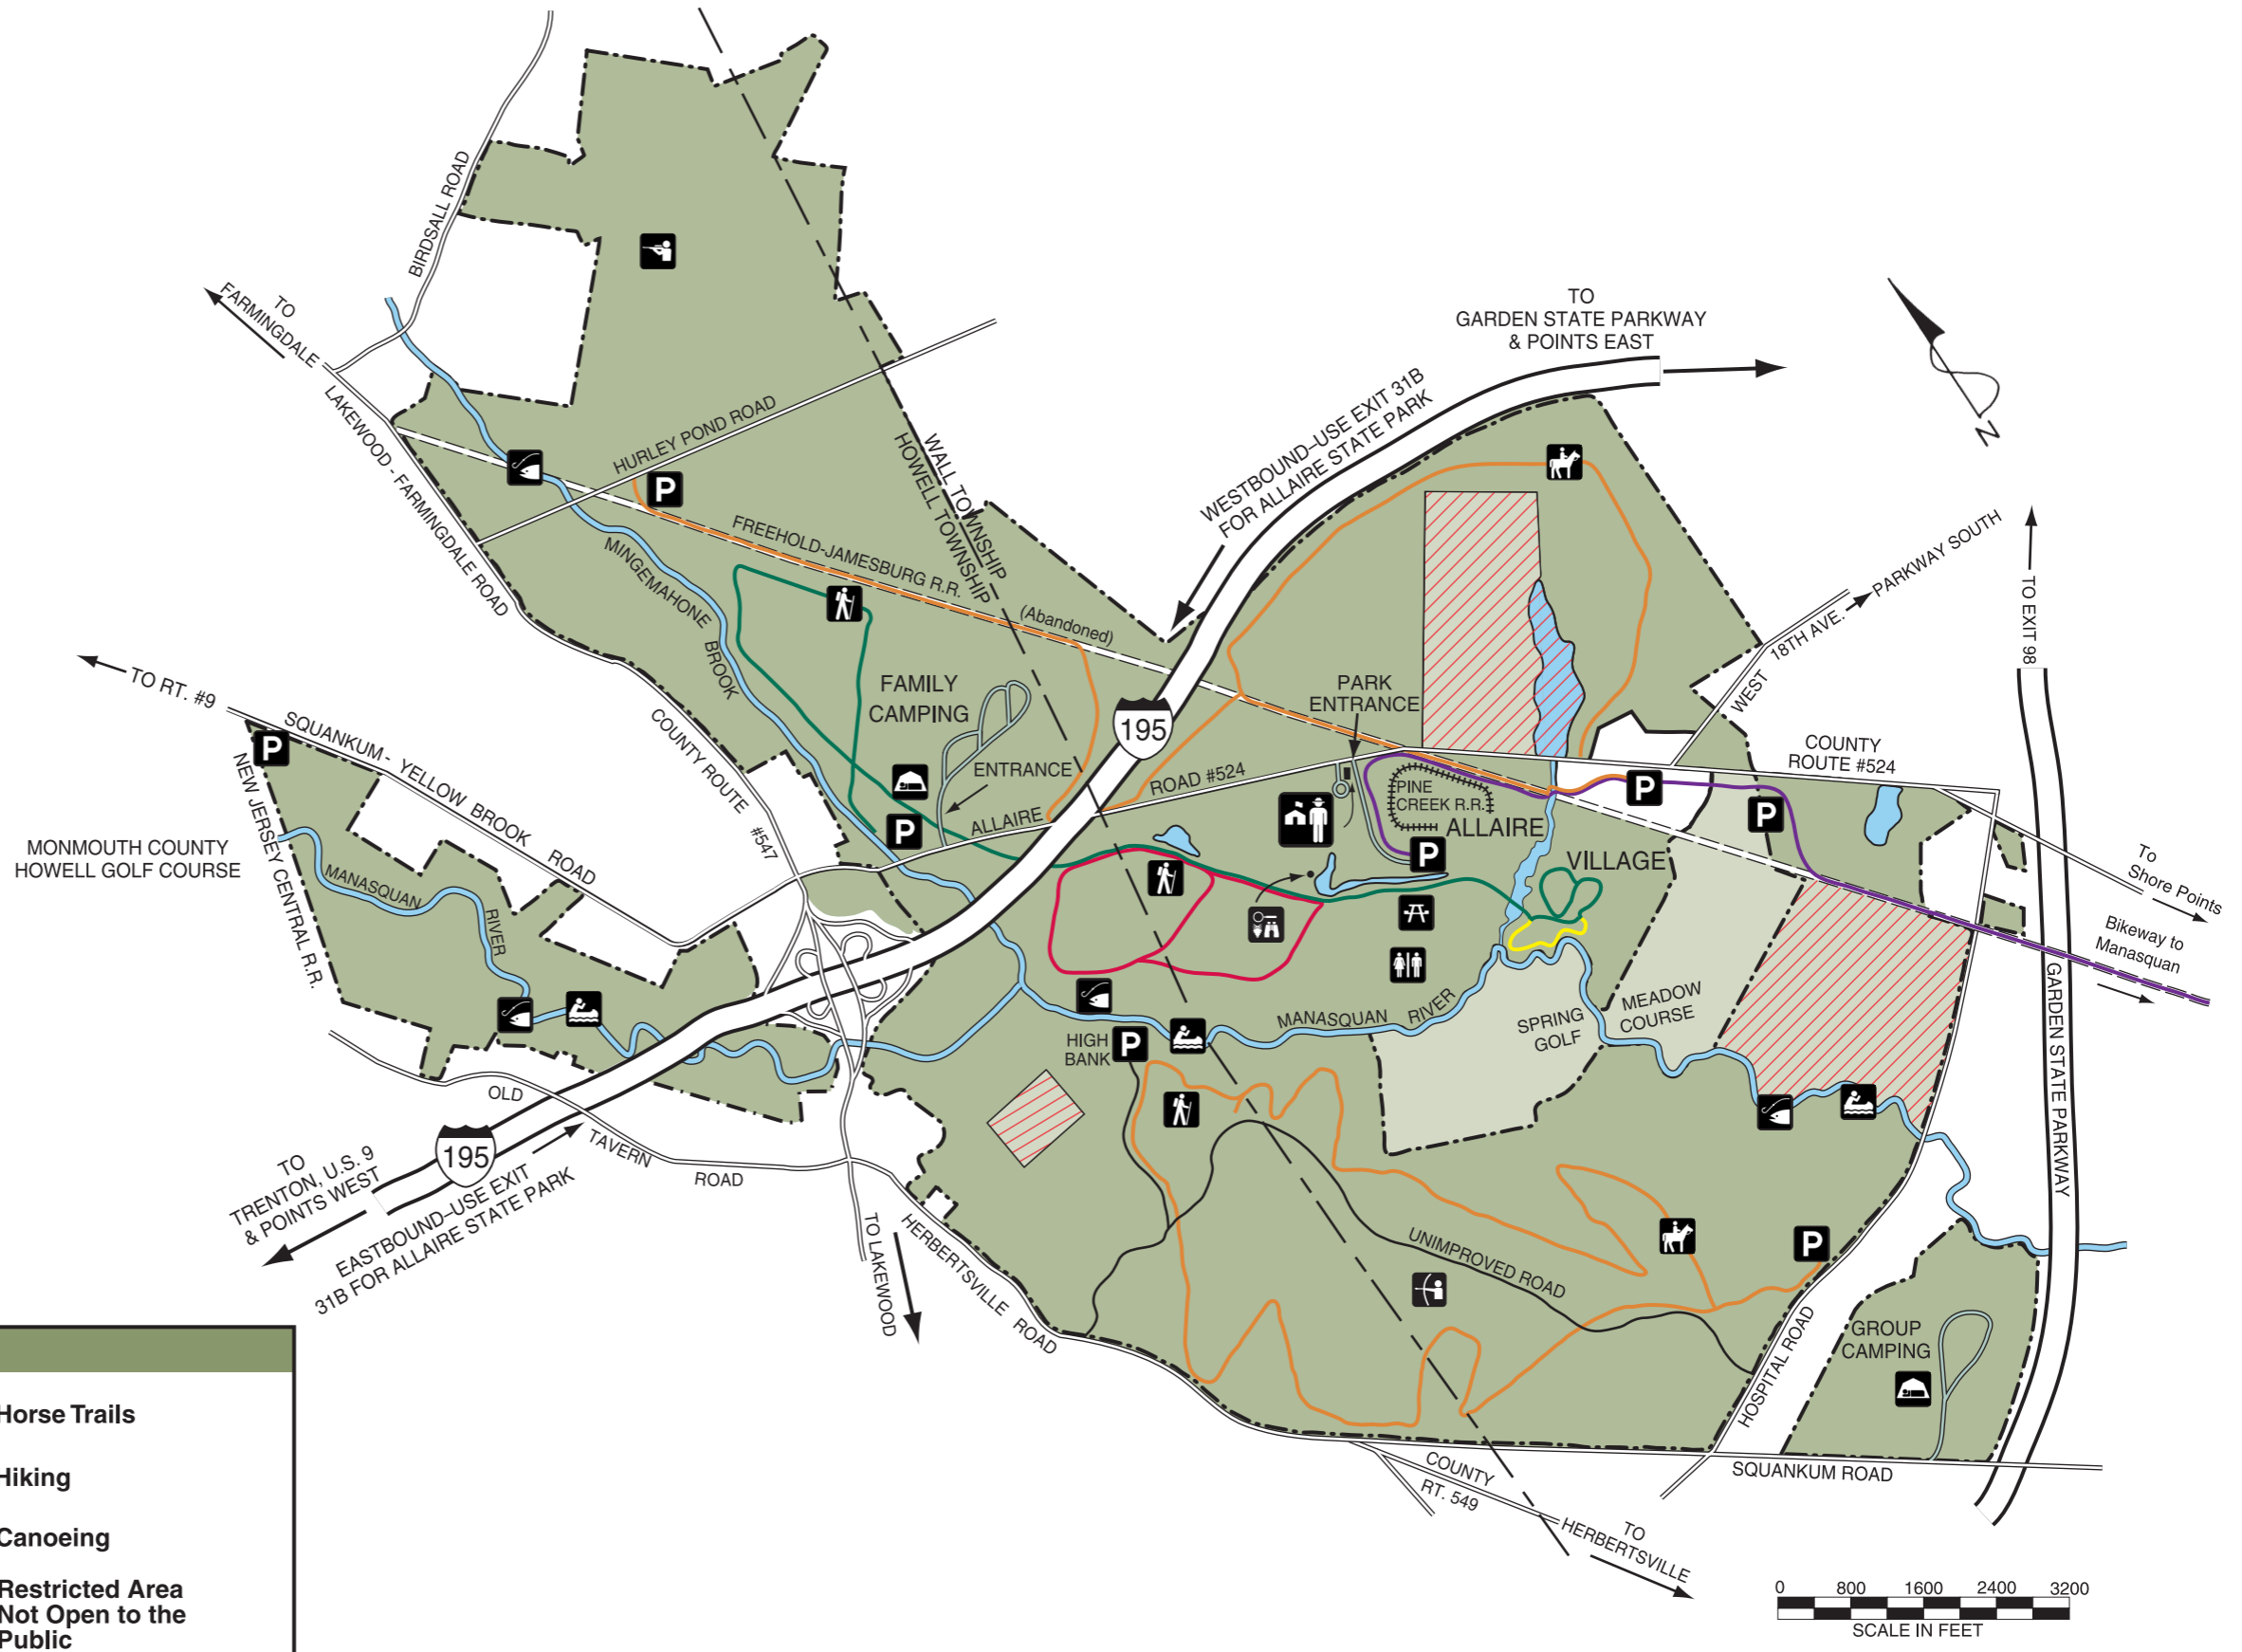 BIRDSALL ROAD
TO
FARMINGDALE
LAKEWOOD - FARMINGDALE ROAD
HURLEY POND ROAD
P
WALL TOWNSHIP
HOWELL TOWNSHIP
FREEHOLD-JAMESBURG R.R.
(Abandoned)
MINGEMAHONE
BROOK
TO
GARDEN STATE PARKWAY
& POINTS EAST
WESTBOUND–USE EXIT 31B
FOR ALLAIRE STATE PARK
N
WEST 18TH AVE.
PARKWAY SOUTH
TO EXIT 98
TO RT. #9
SQUANKUM - YELLOW BROOK ROAD
P
NEW JERSEY CENTRAL R.R.
MONMOUTH COUNTY
HOWELL GOLF COURSE
MANASQUAN
RIVER
COUNTY ROUTE #547
FAMILY
CAMPING
ENTRANCE
P
ALLAIRE
ROAD #524
195
PARK
ENTRANCE
PINE
CREEK R.R.
ALLAIRE
VILLAGE
P
P
P
COUNTY
ROUTE #524
To
Shore Points
Bikeway to
Manasquan
GARDEN STATE PARKWAY
HIGH
BANK
P
MANASQUAN
RIVER
SPRING
GOLF
MEADOW
COURSE
OLD
TAVERN
ROAD
195
TO
TRENTON, U.S. 9
& POINTS WEST
EASTBOUND–USE EXIT
31B FOR ALLAIRE STATE PARK
TO LAKEWOOD
HERBERTSVILLE ROAD
UNIMPROVED ROAD
P
HOSPITAL ROAD
GROUP
CAMPING
SQUANKUM ROAD
COUNTY
RT. 549
TO
HERBERTSVILLE
0 800 1600 2400 3200
SCALE IN FEET
Horse Trails
Hiking
Canoeing
Restricted Area
Not Open to the
Public